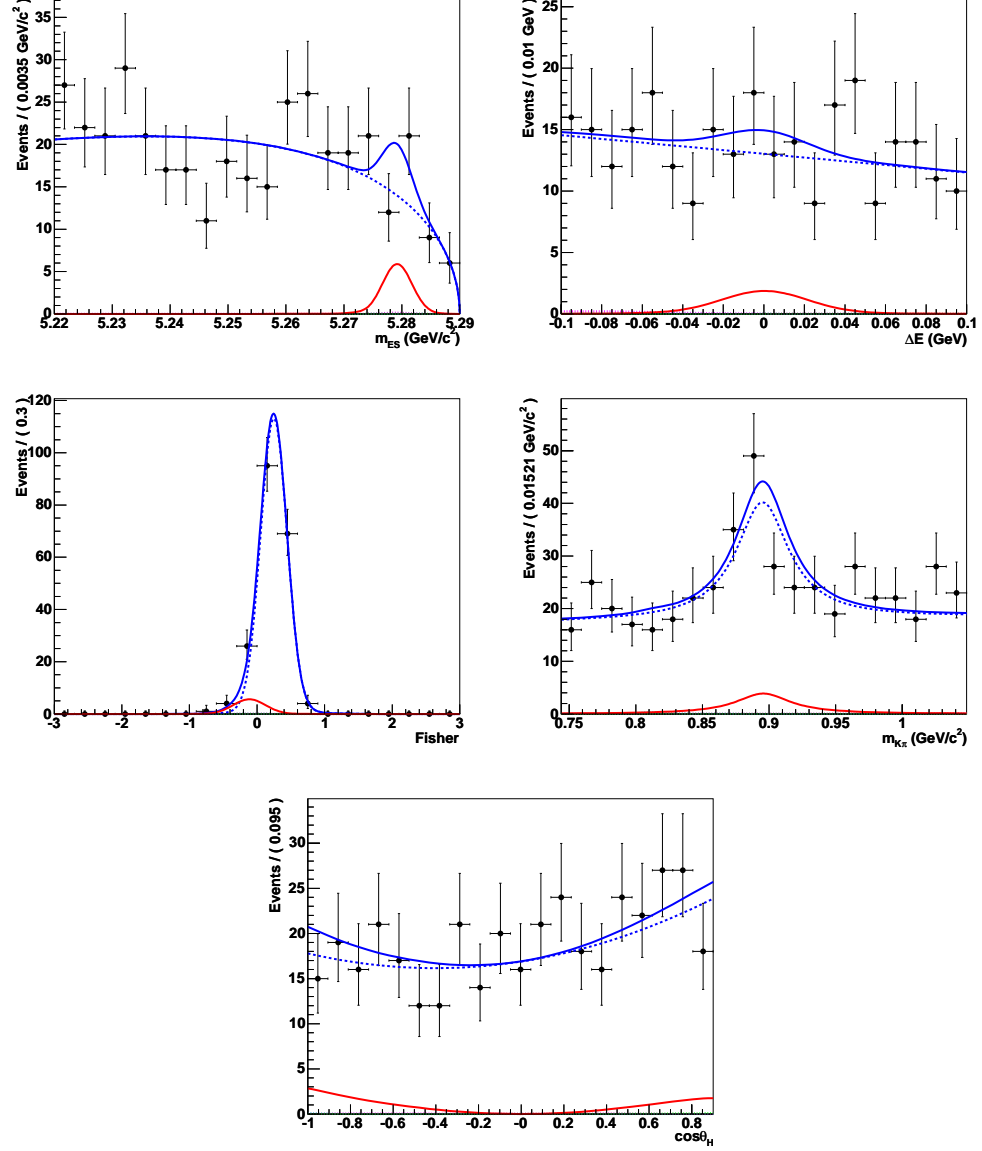 Events / ( 0.0035 GeV/c² )
35
30
25
20
15
10
5
0
5.22 5.23 5.24 5.25 5.26 5.27 5.28 5.29
m_ES (GeV/c²)
Events / ( 0.01 GeV )
25
20
15
10
5
0
-0.1 -0.08 -0.06 -0.04 -0.02 0 0.02 0.04 0.06 0.08 0.1
ΔE (GeV)
Events / ( 0.3 )
120
100
80
60
40
20
0
-3 -2 -1 0 1 2 3
Fisher
Events / ( 0.01521 GeV/c² )
50
40
30
20
10
0
0.75 0.8 0.85 0.9 0.95 1
m_Kπ (GeV/c²)
Events / ( 0.095 )
30
25
20
15
10
5
0
-1 -0.8 -0.6 -0.4 -0.2 -0 0.2 0.4 0.6 0.8
cosθ_H